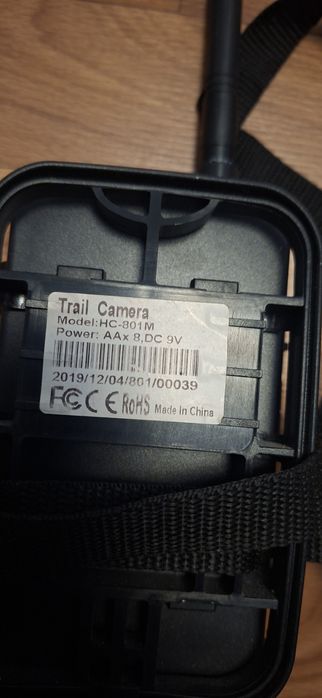 Trail Camera
Model:HC-801M
Power: AAx 8,DC 9V
2019/12/04/801/00039
FC CE RoHS Made In China